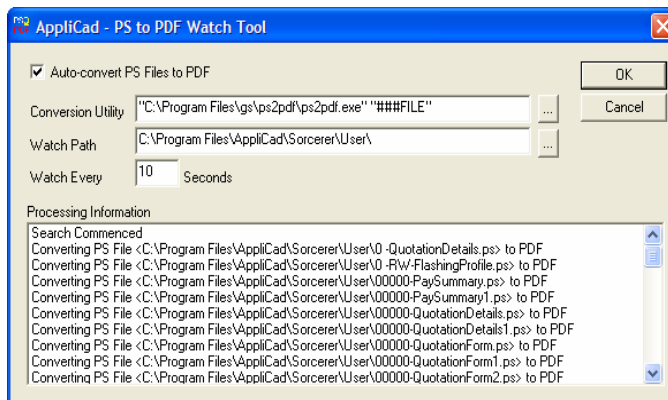 AppliCad - PS to PDF Watch Tool
Auto-convert PS Files to PDF
OK
Conversion Utility "C:\Program Files\gs\ps2pdf\ps2pdf.exe" "###FILE" ...
Cancel
Watch Path C:\Program Files\AppliCad\Sorcerer\User\ ...
Watch Every 10 Seconds
Processing Information
Search Commenced
Converting PS File <C:\Program Files\AppliCad\Sorcerer\User\0 -QuotationDetails.ps> to PDF
Converting PS File <C:\Program Files\AppliCad\Sorcerer\User\0 -RW-FlashingProfile.ps> to PDF
Converting PS File <C:\Program Files\AppliCad\Sorcerer\User\00000-PaySummary.ps> to PDF
Converting PS File <C:\Program Files\AppliCad\Sorcerer\User\00000-PaySummary1.ps> to PDF
Converting PS File <C:\Program Files\AppliCad\Sorcerer\User\00000-QuotationDetails.ps> to PDF
Converting PS File <C:\Program Files\AppliCad\Sorcerer\User\00000-QuotationDetails1.ps> to PDF
Converting PS File <C:\Program Files\AppliCad\Sorcerer\User\00000-QuotationForm.ps> to PDF
Converting PS File <C:\Program Files\AppliCad\Sorcerer\User\00000-QuotationForm1.ps> to PDF
Converting PS File <C:\Program Files\AppliCad\Sorcerer\User\00000-QuotationForm2.ps> to PDF